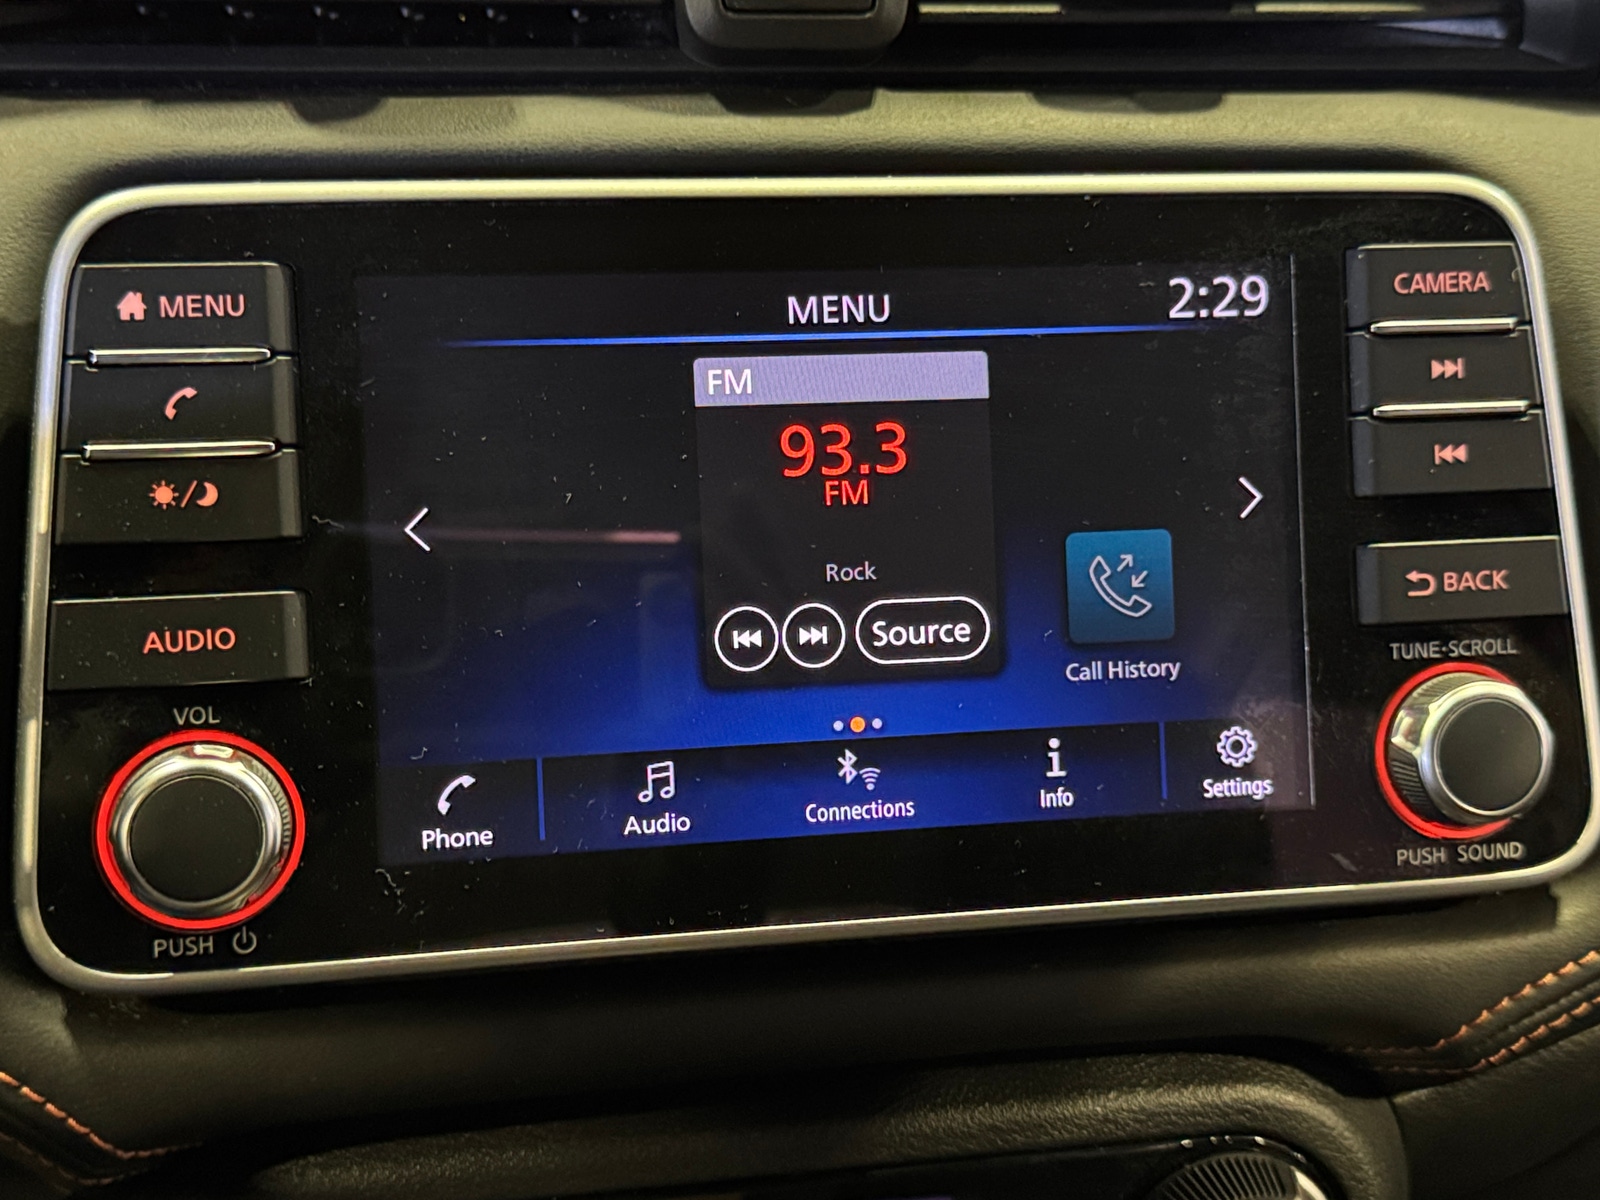 MENU
AUDIO
VOL
PUSH
MENU
2:29
FM
93.3
FM
Rock
Source
Call History
Phone
Audio
Connections
Info
Settings
CAMERA
BACK
TUNE·SCROLL
PUSH SOUND